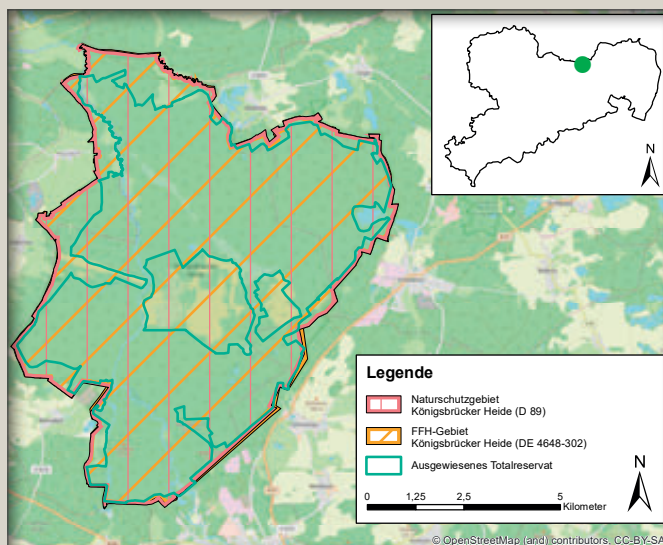 N
Legende
Naturschutzgebiet
Königsbrücker Heide (D 89)
FFH-Gebiet
Königsbrücker Heide (DE 4648-302)
Ausgewiesenes Totalreservat
N
0 1,25 2,5 5
Kilometer
© OpenStreetMap (and) contributors, CC-BY-SA